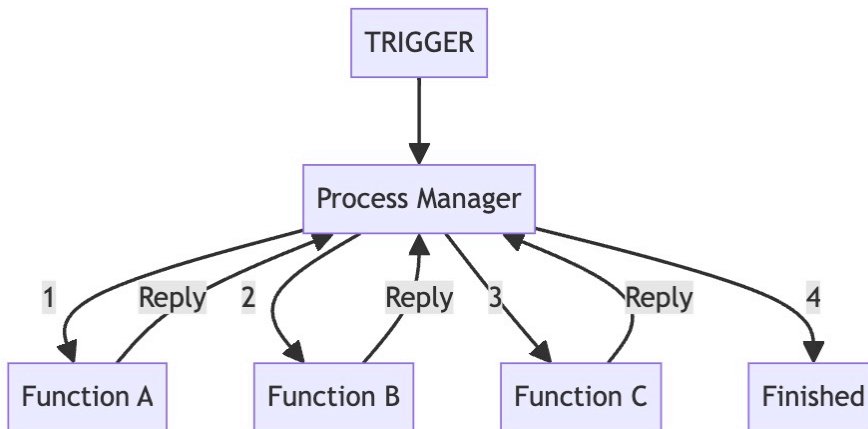 TRIGGER
Process Manager
1
Reply
2
Reply
3
Reply
4
Function A
Function B
Function C
Finished